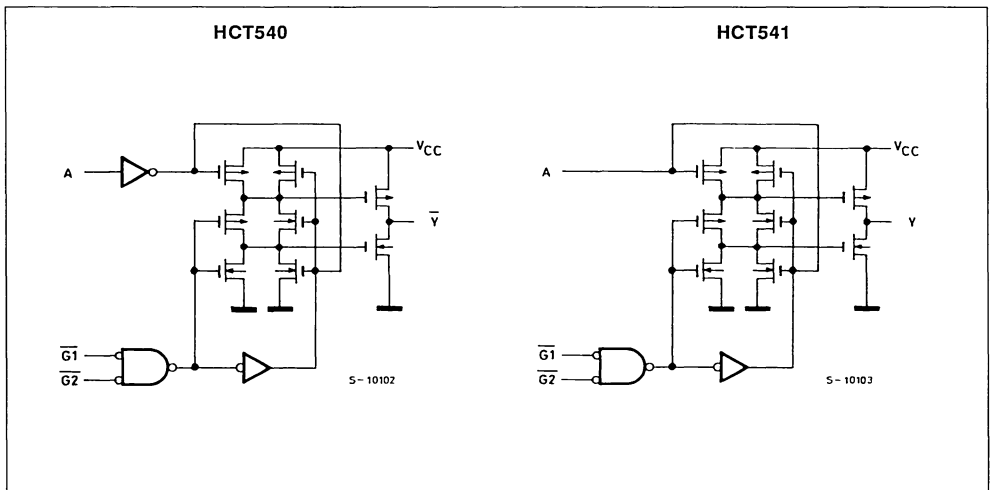 HCT540
HCT541
VCC
A
Y̅
G1̅
G2̅
S-10102
VCC
A
Y
G1̅
G2̅
S-10103